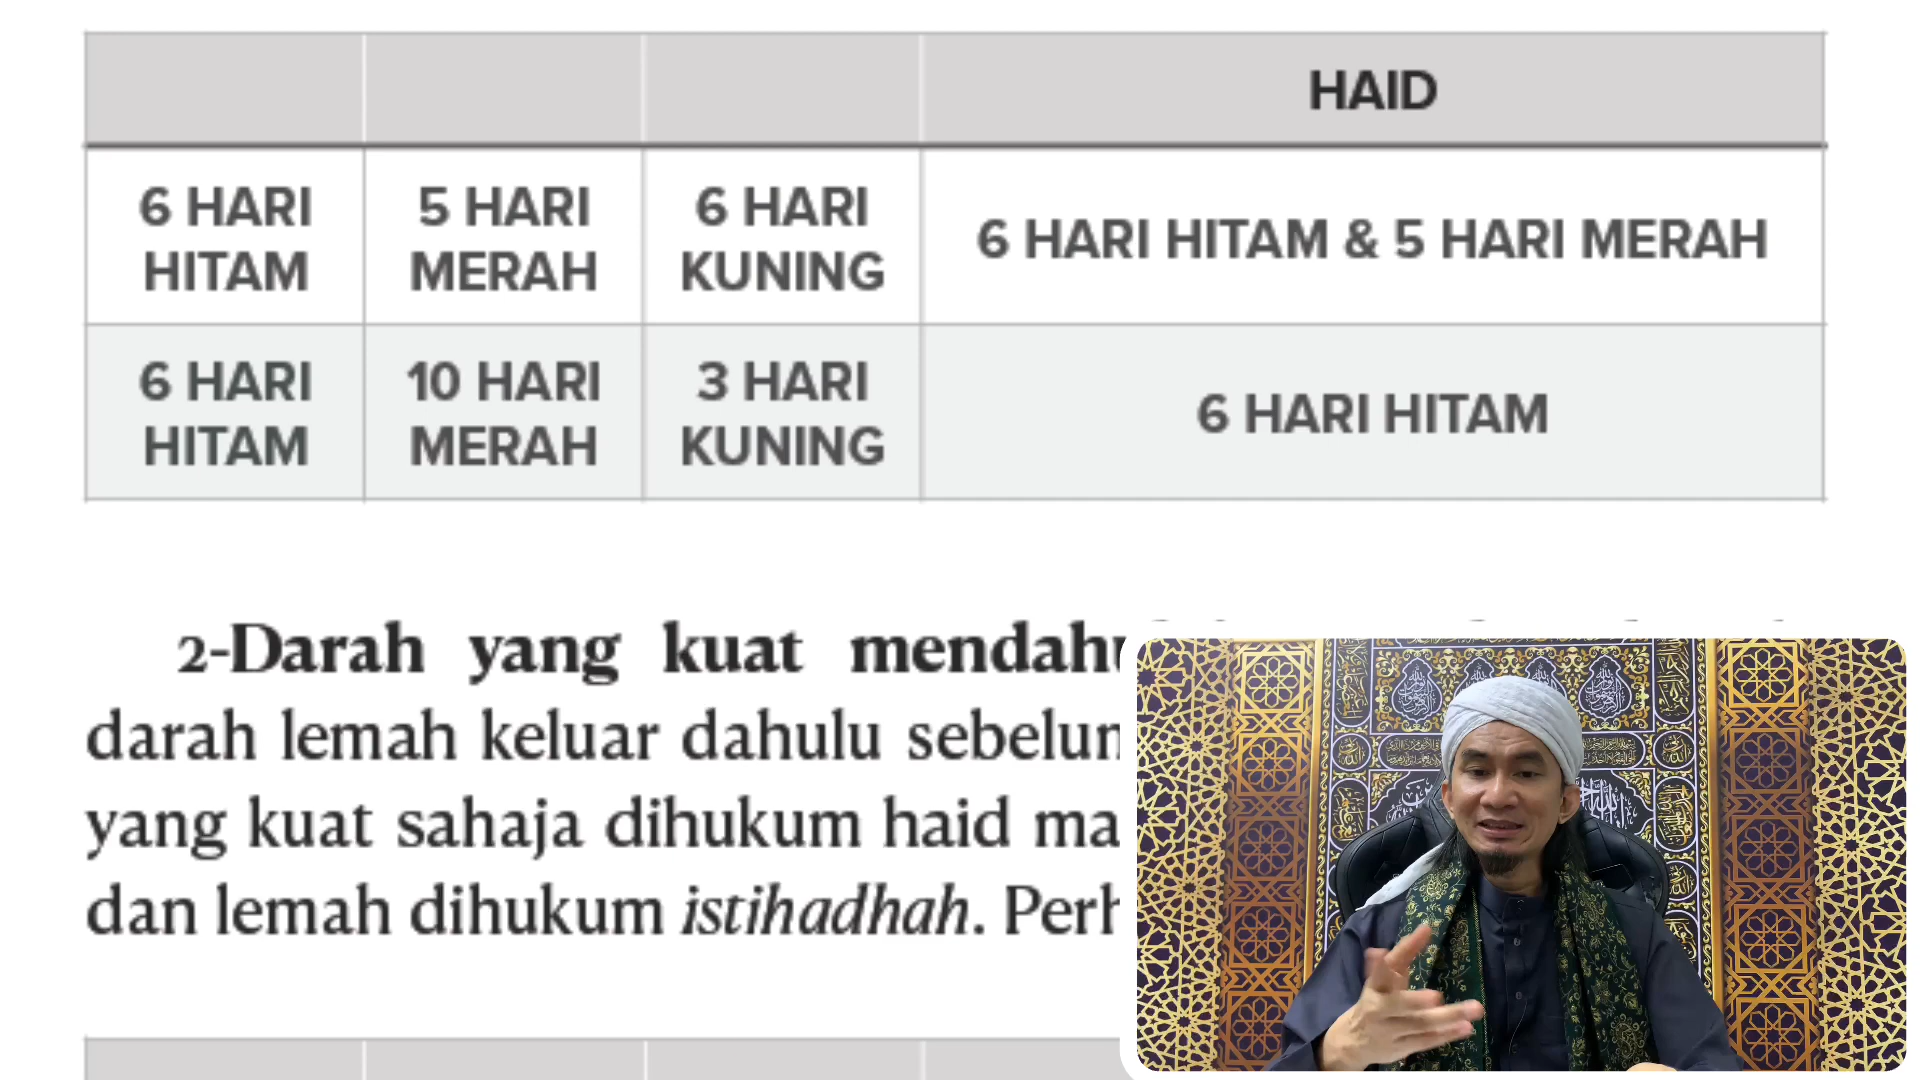 HAID
6 HARI HITAM
5 HARI MERAH
6 HARI KUNING
6 HARI HITAM & 5 HARI MERAH
6 HARI HITAM
10 HARI MERAH
3 HARI KUNING
6 HARI HITAM
2-Darah yang kuat
darah lemah keluar dahulu
yang kuat sahaja dihukum haid
dan lemah dihukum istihadhah.